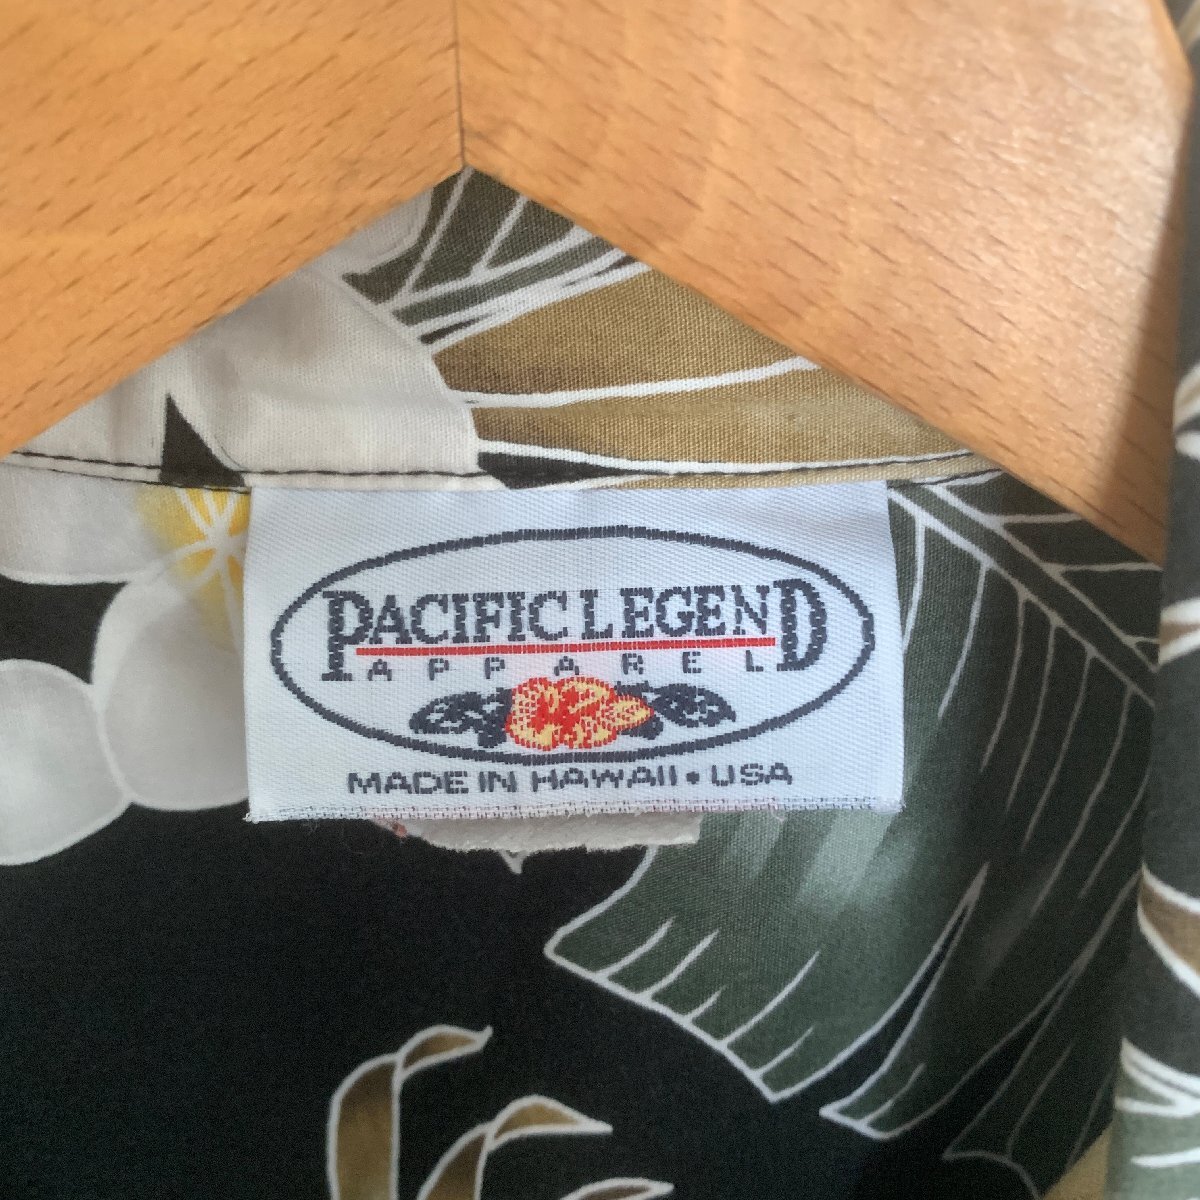 PACIFIC LEGEND
APPAREL
MADE IN HAWAII • USA